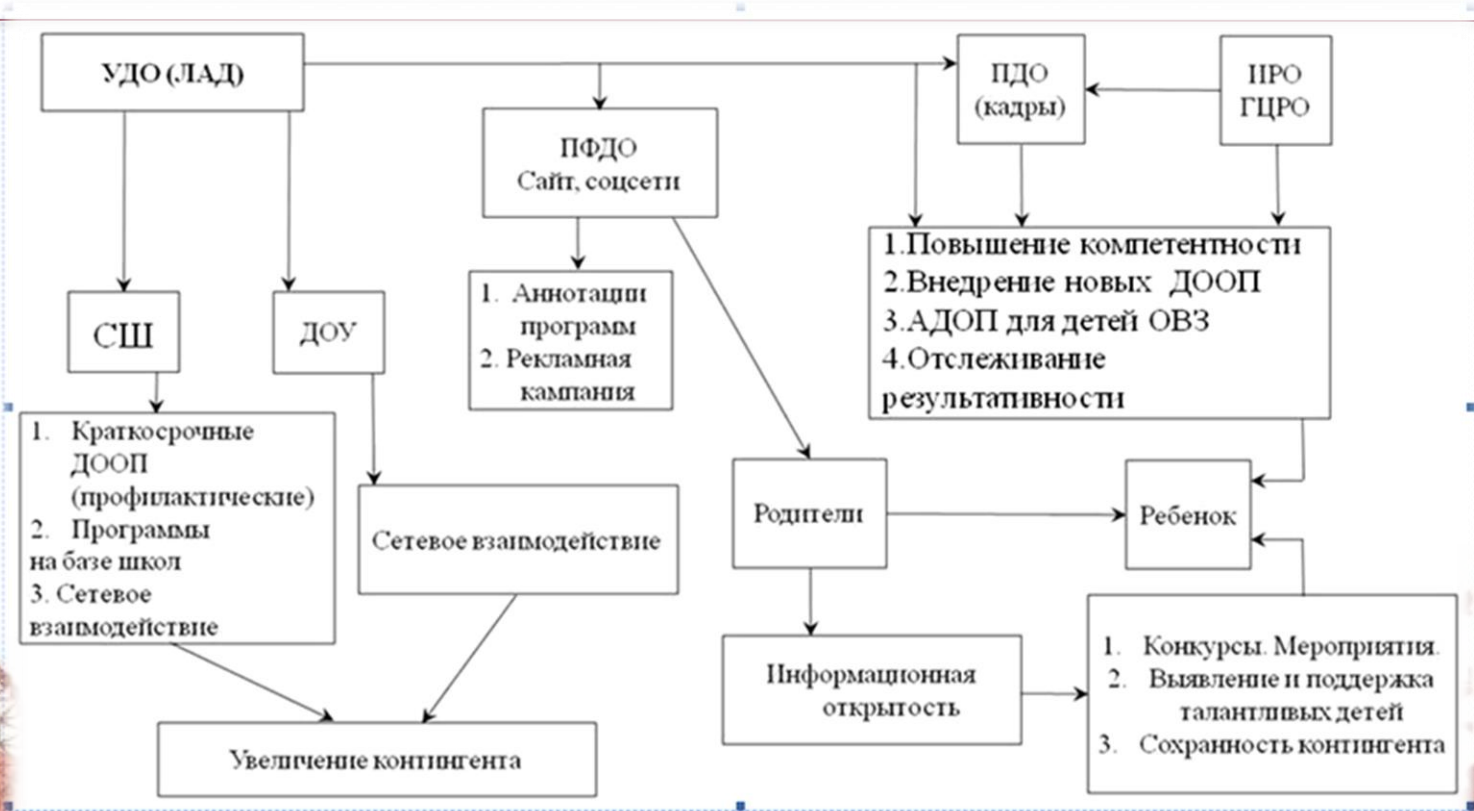 УДО (ЛАД)
ПДО
(кадры)
ИРО
ГЦРО
ПФДО
Сайт, соцсети
1.Повышение компетентности
2.Внедрение новых ДООП
3.АДОП для детей ОВЗ
4.Отслеживание
результативности
СШ
ДОУ
1. Аннотации
программ
2. Рекламная
кампания
1. Краткосрочные
ДООП
(профилактические)
2. Программы
на базе школ
3. Сетевое
взаимодействие
Сетевое взаимодействие
Родители
Ребенок
Информационная
открытость
1. Конкурсы. Мероприятия.
2. Выявление и поддержка
талантливых детей
3. Сохранность контингента
Увеличение контингента